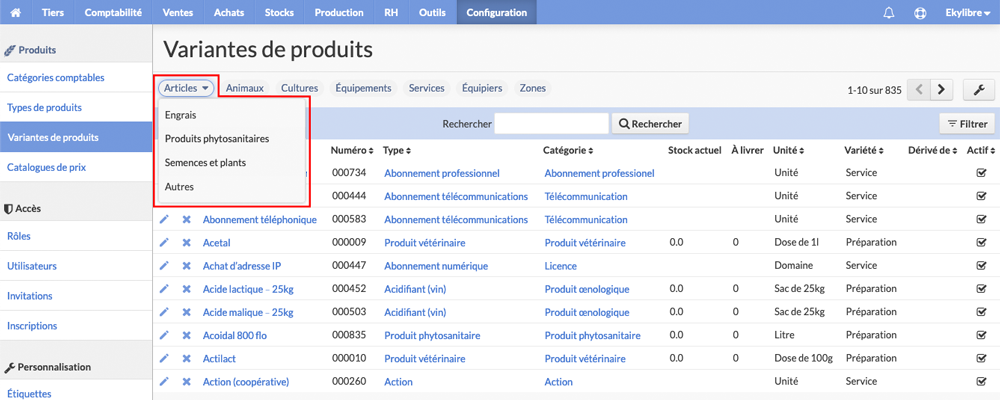 Tiers Comptabilité Ventes Achats Stocks Production RH Outils Configuration Ekylibre
Produits
Catégories comptables
Types de produits
Variantes de produits
Catalogues de prix
Accès
Rôles
Utilisateurs
Invitations
Inscriptions
Personnalisation
Étiquettes
Variantes de produits
Articles Animaux Cultures Équipements Services Équipiers Zones 1-10 sur 835
Engrais
Produits phytosanitaires
Semences et plants
Autres
Rechercher Rechercher Filtrer
Numéro Type Catégorie Stock actuel À livrer Unité Variété Dérivé de Actif
000734 Abonnement professionnel Abonnement professionnel Unité Service
000444 Abonnement télécommunications Télécommunication Unité Service
Abonnement téléphonique 000583 Abonnement télécommunications Télécommunication Unité Service
Acetal 000009 Produit vétérinaire Produit vétérinaire 0.0 0 Dose de 1l Préparation
Achat d'adresse IP 000447 Abonnement numérique Licence Domaine Service
Acide lactique - 25kg 000452 Acidifiant (vin) Produit œnologique 0.0 0 Sac de 25kg Préparation
Acide malique - 25kg 000503 Acidifiant (vin) Produit œnologique 0.0 0 Sac de 25kg Préparation
Acoidal 800 flo 000835 Produit phytosanitaire Produit phytosanitaire 0.0 0 Litre Préparation
Actilact 000010 Produit vétérinaire Produit vétérinaire 0.0 0 Dose de 100g Préparation
Action (coopérative) 000260 Action Action Unité Service